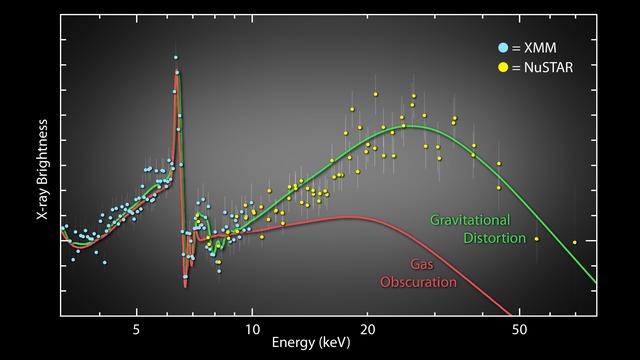 = XMM
= NuSTAR
X-ray Brightness
Gravitational
Distortion
Gas
Obscuration
5
10
20
50
Energy (keV)